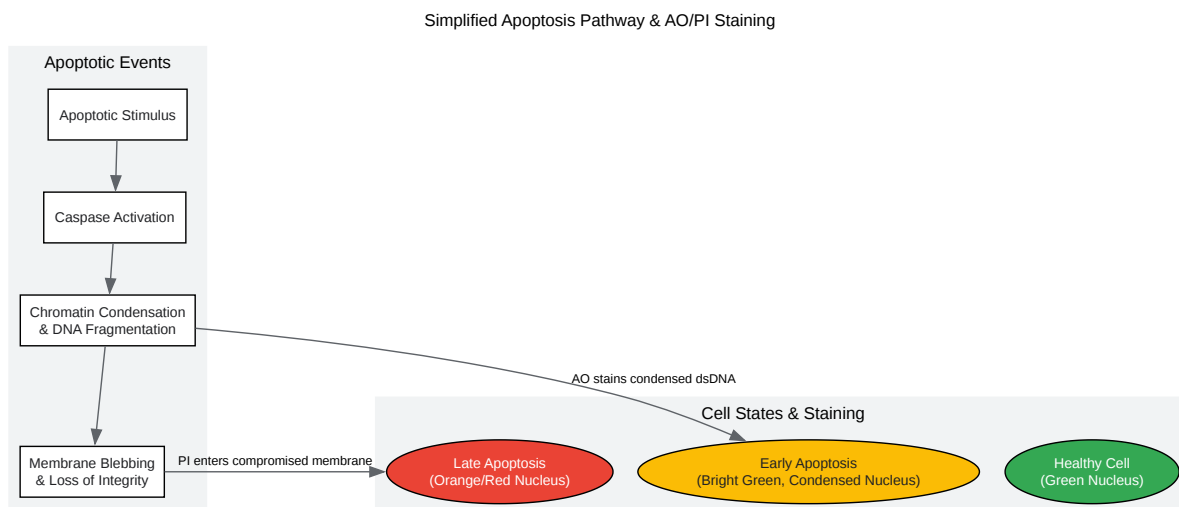 Simplified Apoptosis Pathway & AO/PI Staining
Apoptotic Events
Apoptotic Stimulus
Caspase Activation
Chromatin Condensation
& DNA Fragmentation
AO stains condensed dsDNA
Cell States & Staining
Membrane Blebbing
& Loss of Integrity
PI enters compromised membrane
Late Apoptosis
(Orange/Red Nucleus)
Early Apoptosis
(Bright Green, Condensed Nucleus)
Healthy Cell
(Green Nucleus)